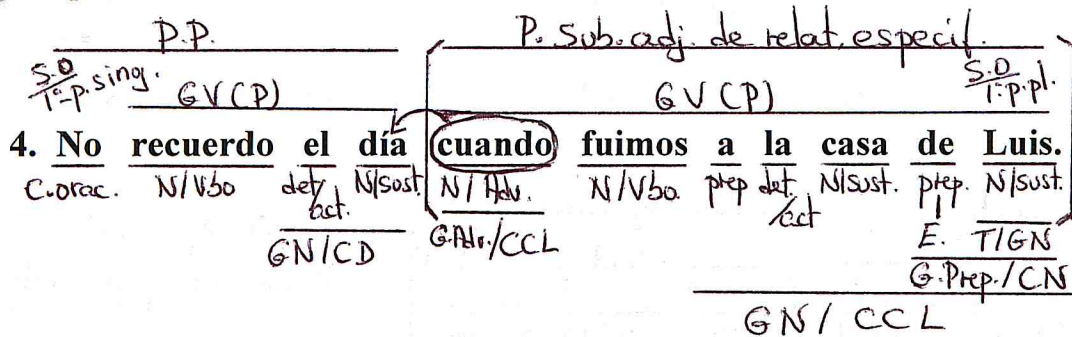 P.P. P. Sub. adj. de relat. especif.
S.O GV (P) GV (P) S.O
1ª p. sing. 1ª p. pl.
4. No recuerdo el día cuando fuimos a la casa de Luis.
C. orac. N/Vbo det/act. N/sust. N/Adv. N/Vbo. prep det./act N/sust. prep. N/sust.
GN/CD G.Adv./CCL E. T/GN
G.Prep./CN
GN/ CCL